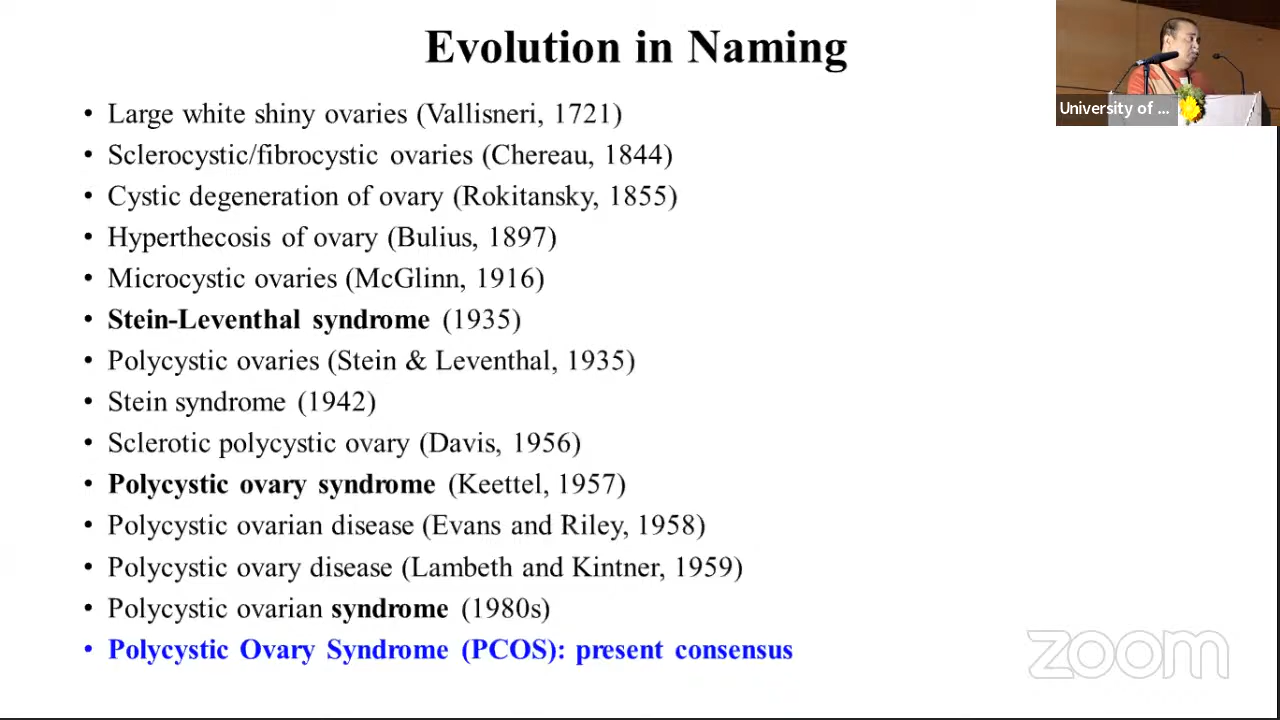 Evolution in Naming
University of ...
• Large white shiny ovaries (Vallisneri, 1721)
• Sclerocystic/fibrocystic ovaries (Chereau, 1844)
• Cystic degeneration of ovary (Rokitansky, 1855)
• Hyperthecosis of ovary (Bulius, 1897)
• Microcystic ovaries (McGlinn, 1916)
• Stein-Leventhal syndrome (1935)
• Polycystic ovaries (Stein & Leventhal, 1935)
• Stein syndrome (1942)
• Sclerotic polycystic ovary (Davis, 1956)
• Polycystic ovary syndrome (Keettel, 1957)
• Polycystic ovarian disease (Evans and Riley, 1958)
• Polycystic ovary disease (Lambeth and Kintner, 1959)
• Polycystic ovarian syndrome (1980s)
• Polycystic Ovary Syndrome (PCOS): present consensus
zoom